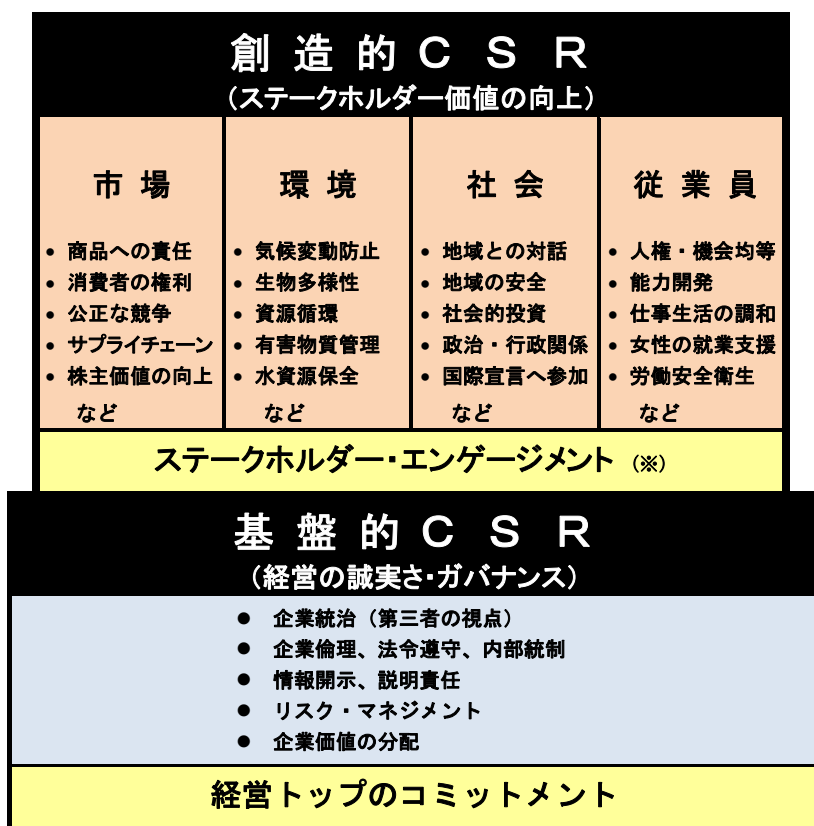 創造的ＣＳＲ
（ステークホルダー価値の向上）
市場
• 商品への責任
• 消費者の権利
• 公正な競争
• サプライチェーン
• 株主価値の向上
など
環境
• 気候変動防止
• 生物多様性
• 資源循環
• 有害物質管理
• 水資源保全
など
社会
• 地域との対話
• 地域の安全
• 社会的投資
• 政治・行政関係
• 国際宣言へ参加
など
従業員
• 人権・機会均等
• 能力開発
• 仕事生活の調和
• 女性の就業支援
• 労働安全衛生
など
ステークホルダー・エンゲージメント（※）
基盤的ＣＳＲ
（経営の誠実さ・ガバナンス）
● 企業統治（第三者の視点）
● 企業倫理、法令遵守、内部統制
● 情報開示、説明責任
● リスク・マネジメント
● 企業価値の分配
経営トップのコミットメント